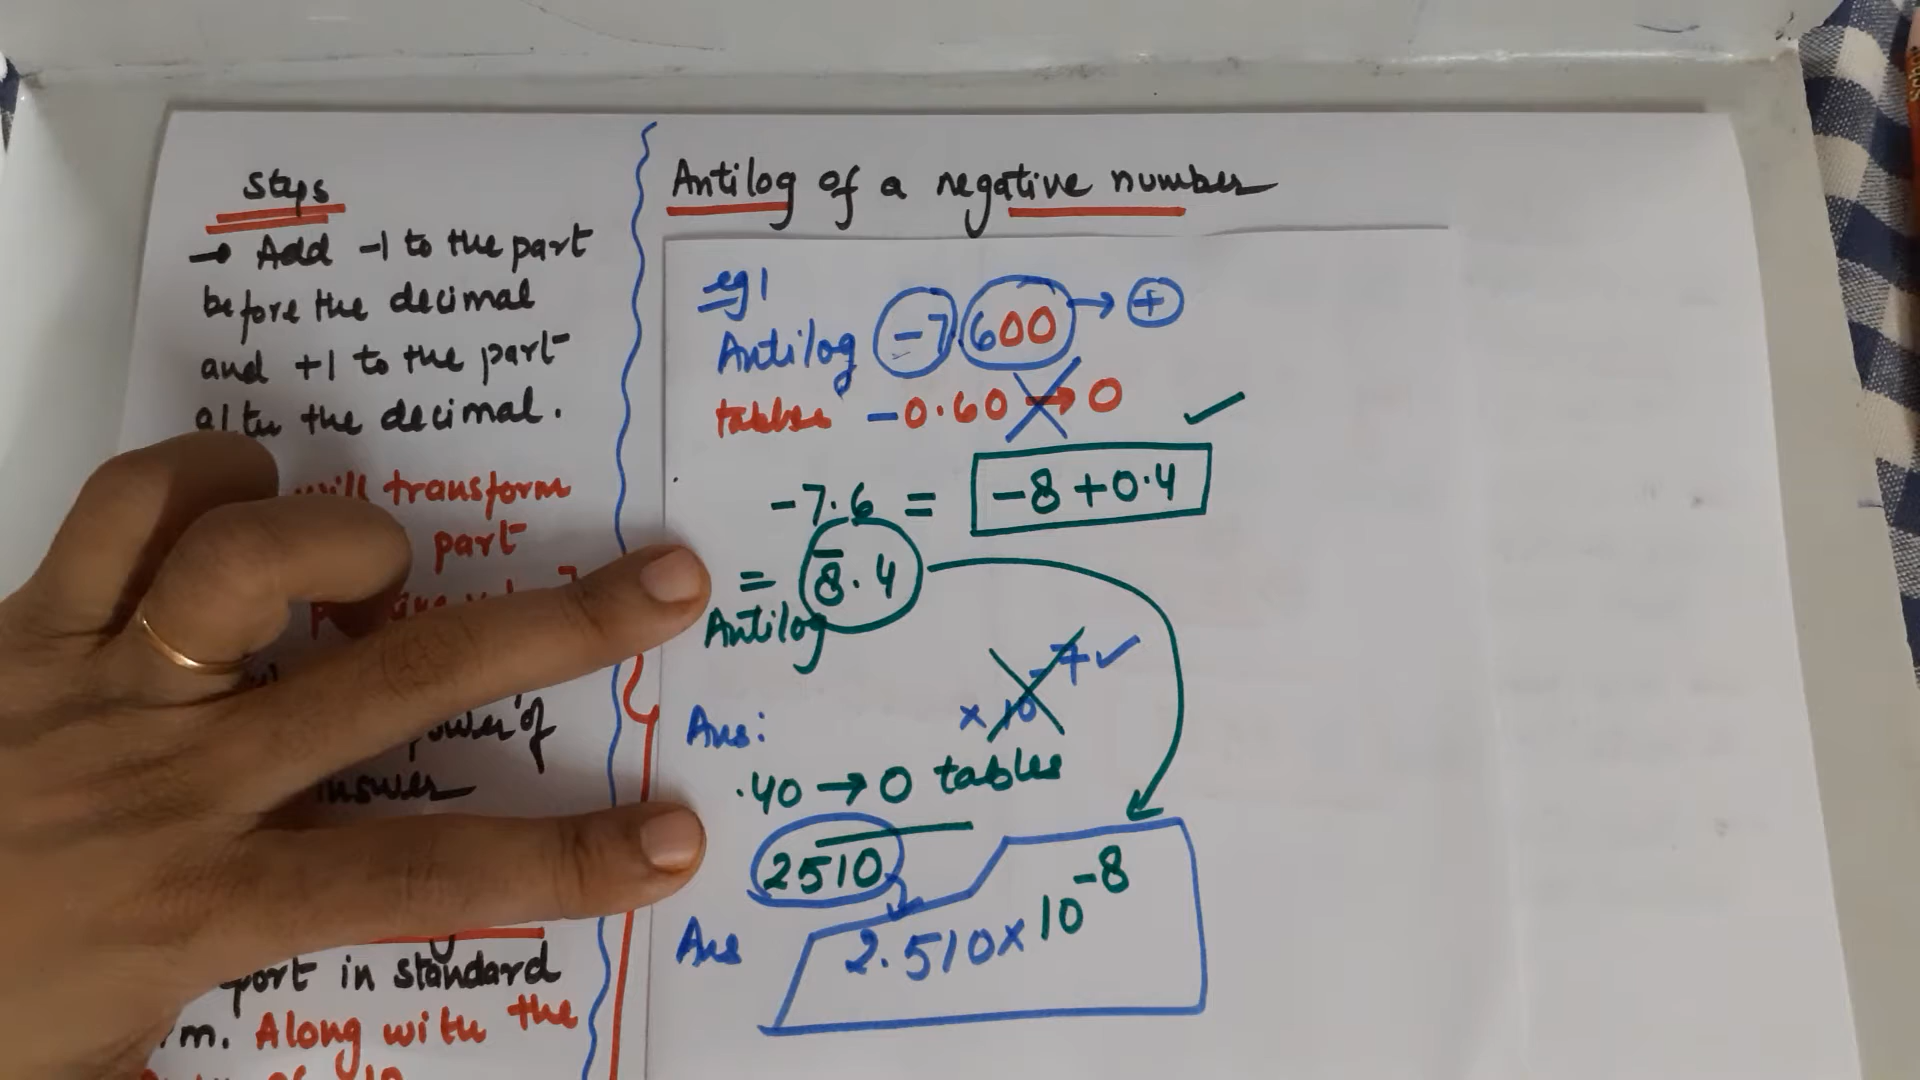 Steps
→ Add -1 to the part
before the decimal
and +1 to the part
after the decimal.
will transform
part
power of
answer
port in standard
rm. Along with the
Antilog of a negative number
eg1
Antilog -7.600 → +
tables -0.60 → 0 ✓
-7.6 = -8 + 0.4
= 8̄.4
Antilog
× 10⁻⁷ ✓
Ans:
.40 → 0 tables
2510
Ans 2.510 × 10⁻⁸